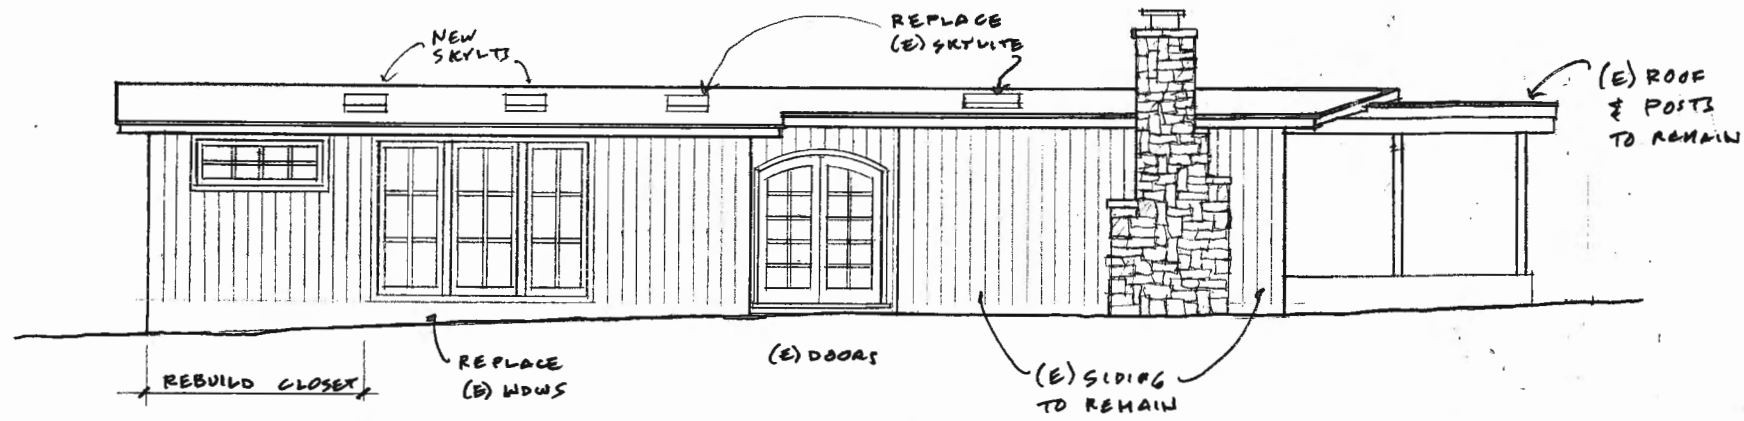 NEW
SKYLTS
REPLACE
(E) SKYLITE
(E) ROOF
& POSTS
TO REMAIN
REBUILD CLOSET
REPLACE
(E) WDWS
(E) DOORS
(E) SIDING
TO REMAIN